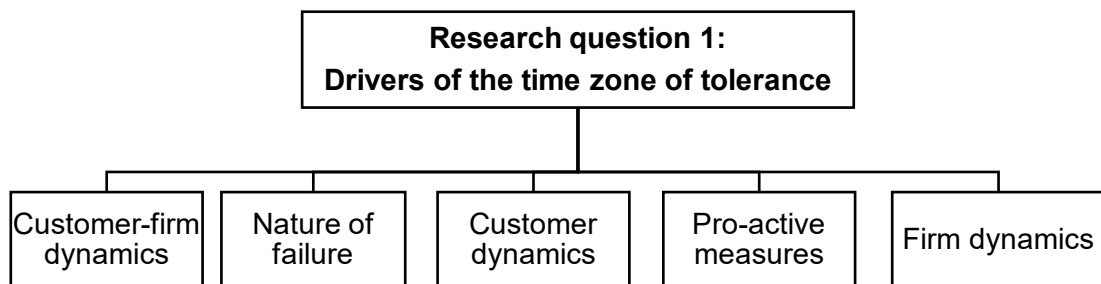 Research question 1:
Drivers of the time zone of tolerance
Customer-firm
dynamics
Nature of
failure
Customer
dynamics
Pro-active
measures
Firm dynamics